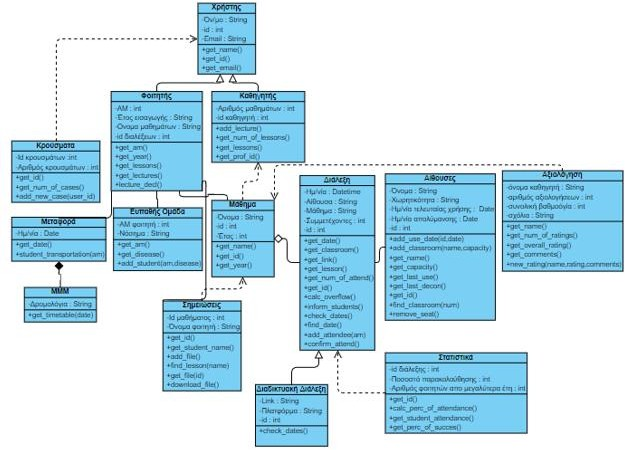 Χρήστης
-Ον/μο : String
-id : int
-Email : String
+get_name()
+get_id()
+get_email()
Φοιτητής
-ΑΜ : int
-Έτος εισαγωγής : String
-Όνομα μαθημάτων : String
-id διαλέξεων : int
+get_am()
+get_year()
+get_lessons()
+get_lectures()
+lecture_decl()
Καθηγητής
-Αριθμός μαθημάτων : int
-id καθηγητή : int
+add_lecture()
+get_num_of_lessons()
+get_lessons()
+get_prof_id()
Κρούσματα
-Id κρουσμάτων :int
-Αριθμός κρουσμάτων : int
+get_id()
+get_num_of_cases()
+add_new_case(user_id)
Μεταφορά
-Ημ/νία : Date
+get_date()
+student_transportation(am)
ΜΜΜ
-Δρομολόγια : String
+get_timetable(date)
Ευπαθής Ομάδα
-ΑΜ φοιτητή : int
-Νόσημα : String
+get_am()
+get_disease()
+add_student(am,disease)
Μάθημα
-Όνομα : String
-id : int
-Έτος : int
+get_name()
+get_id()
+get_year()
Σημειώσεις
-Id μαθήματος : int
-Όνομα φοιτητή : String
+get_id()
+get_student_name()
+add_file()
+find_lesson(name)
+get_file(id)
+download_file()
Διάλεξη
-Ημ/νία : Datetime
-Αίθουσα : String
-Μάθημα : String
-Συμμετέχοντες : int
-id : int
+get_date()
+get_classroom()
+get_link()
+get_lesson()
+get_num_of_attend()
+get_id()
+calc_overflow()
+inform_students()
+check_dates()
+find_date()
+add_attendee(am)
+confirm_attend()
Αίθουσες
-Όνομα : String
-Χωρητικότητα : String
-Ημ/νία τελευταίας χρήσης : Date
-Ημ/νία απολύμανσης : Date
-id : int
+add_use_date(id,date)
+add_classroom(name,capacity)
+get_name()
+get_capacity()
+get_last_use()
+get_last_decon()
+get_id()
+find_classroom(num)
+remove_seat()
Αξιολόγηση
-όνομα καθηγητή : String
-αριθμός αξιολογήσεων : int
-συνολική βαθμολογία : int
-σχόλια : String
+get_name()
+get_num_of_ratings()
+get_overall_rating()
+get_comments()
+new_rating(name,rating,comments)
Διαδικτυακή Διάλεξη
-Link : String
-Πλατφόρμα : String
-id : int
+check_dates()
Στατιστικά
-id διάλεξης : int
-Ποσοστό παρακολούθησης : int
-Αριθμός φοιτητών απο μεγαλύτερα έτη : int
+get_id()
+calc_perc_of_attendance()
+get_student_attendance()
+get_perc_of_succes()